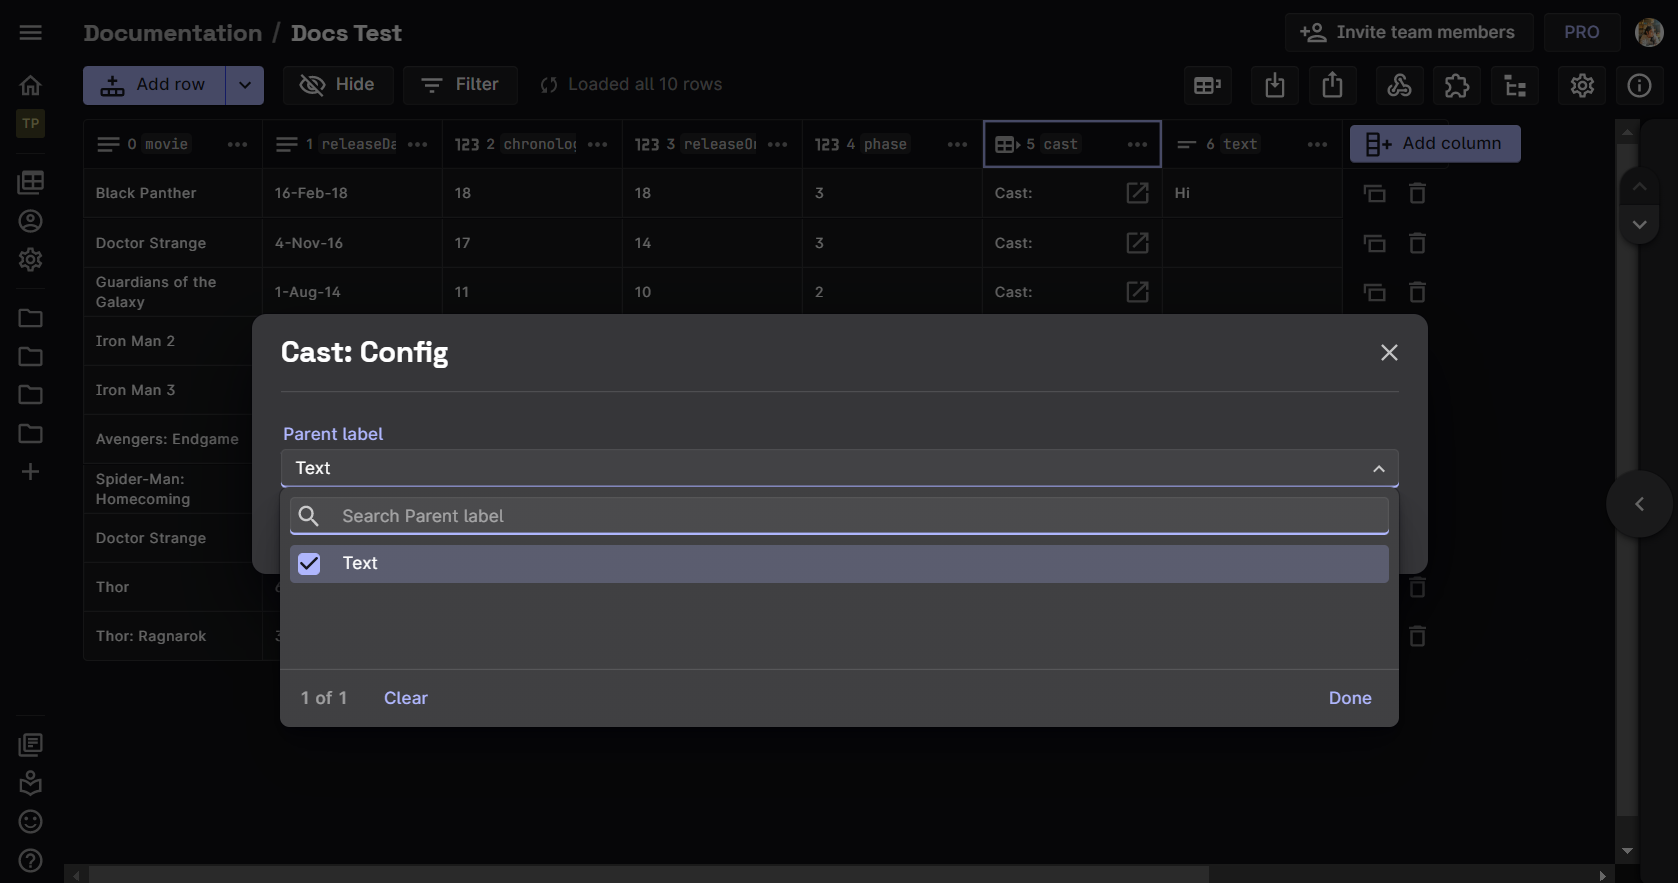 Documentation / Docs Test
Invite team members
PRO
Add row
Hide
Filter
Loaded all 10 rows
TP
0 movie
1 releaseDa
123 2 chronolog
123 3 releaseOr
123 4 phase
5 cast
6 text
Add column
Black Panther 16-Feb-18 18 18 3 Cast: Hi
Doctor Strange 4-Nov-16 17 14 3 Cast:
Guardians of the
Galaxy
1-Aug-14 11 10 2 Cast:
Iron Man 2
Iron Man 3
Avengers: Endgame
Spider-Man:
Homecoming
Doctor Strange
Thor
Thor: Ragnarok
Cast: Config
Parent label
Text
Search Parent label
Text
1 of 1
Clear
Done